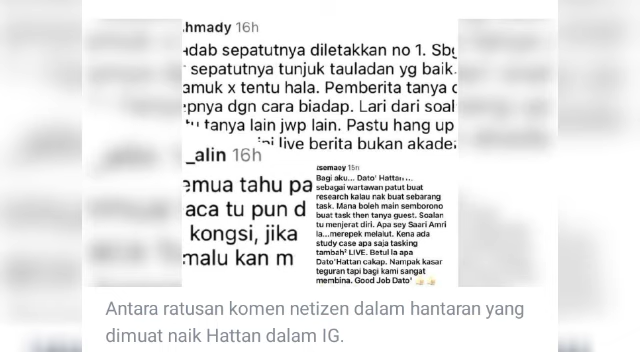 hmady 16h
adab sepatutnya diletakkan no 1. Sbg
sepatutnya tunjuk tauladan yg baik.
amuk x tentu hala. Pemberita tanya
epnya dgn cara biadap. Lari dari soal
tu tanya lain jwp lain. Pastu hang up
ni live berita bukan akade
_alin 16h
emua tahu pa
aca tu pun d
kongsi, jika
malu kan m
tsemaey 15h
Bagi aku... Dato' Hattan...
sebagai wartawan patut buat
research kalau nak buat sebarang
task. Mana boleh main semborono
buat task then tanya guest. Soalan
tu menjerat diri. Apa sey Saari Amri
la...merepek melalut. Kena ada
study case apa saja tasking
tambah² LIVE. Betul la apa
Dato'Hattan cakap. Nampak kasar
teguran tapi bagi kami sangat
membina. Good Job Dato'
Antara ratusan komen netizen dalam hantaran yang
dimuat naik Hattan dalam IG.